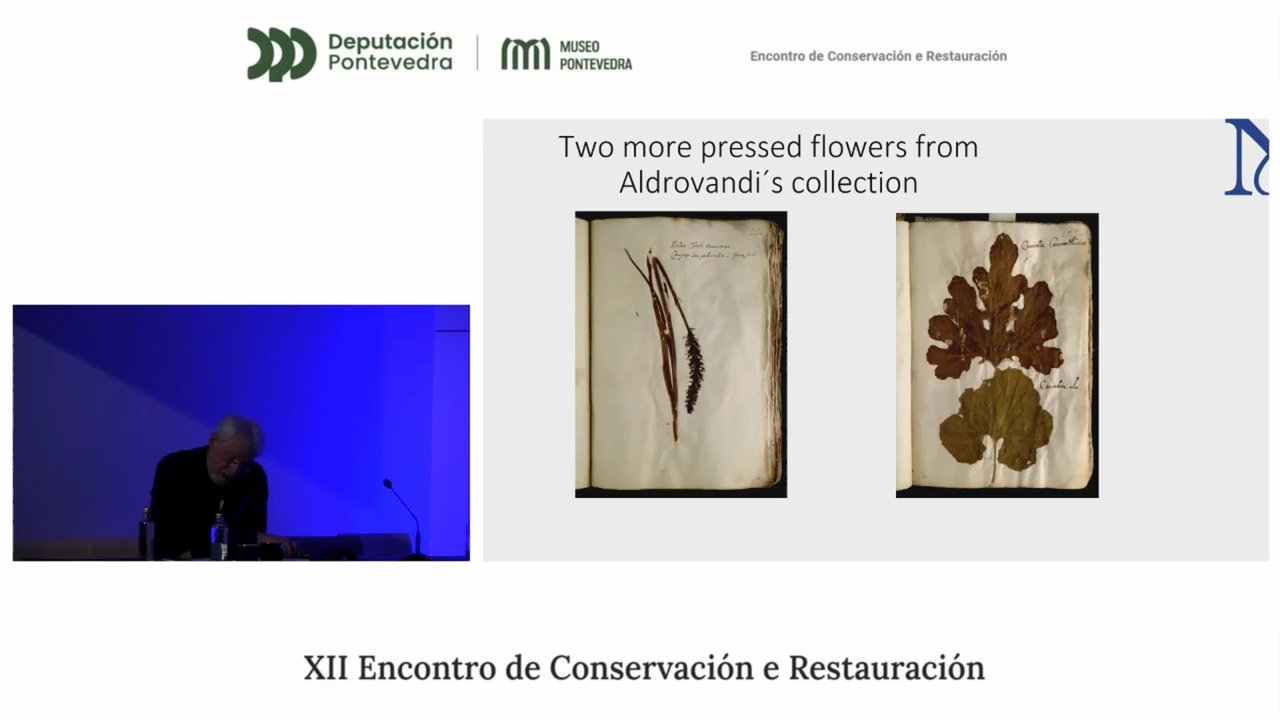 Deputación
Pontevedra
MUSEO
PONTEVEDRA
Encontro de Conservación e Restauración
Two more pressed flowers from
Aldrovandi´s collection
XII Encontro de Conservación e Restauración